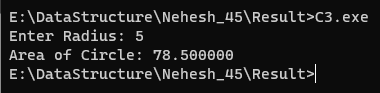 E:\DataStructure\Nehesh_45\Result>C3.exe
Enter Radius: 5
Area of Circle: 78.500000
E:\DataStructure\Nehesh_45\Result>